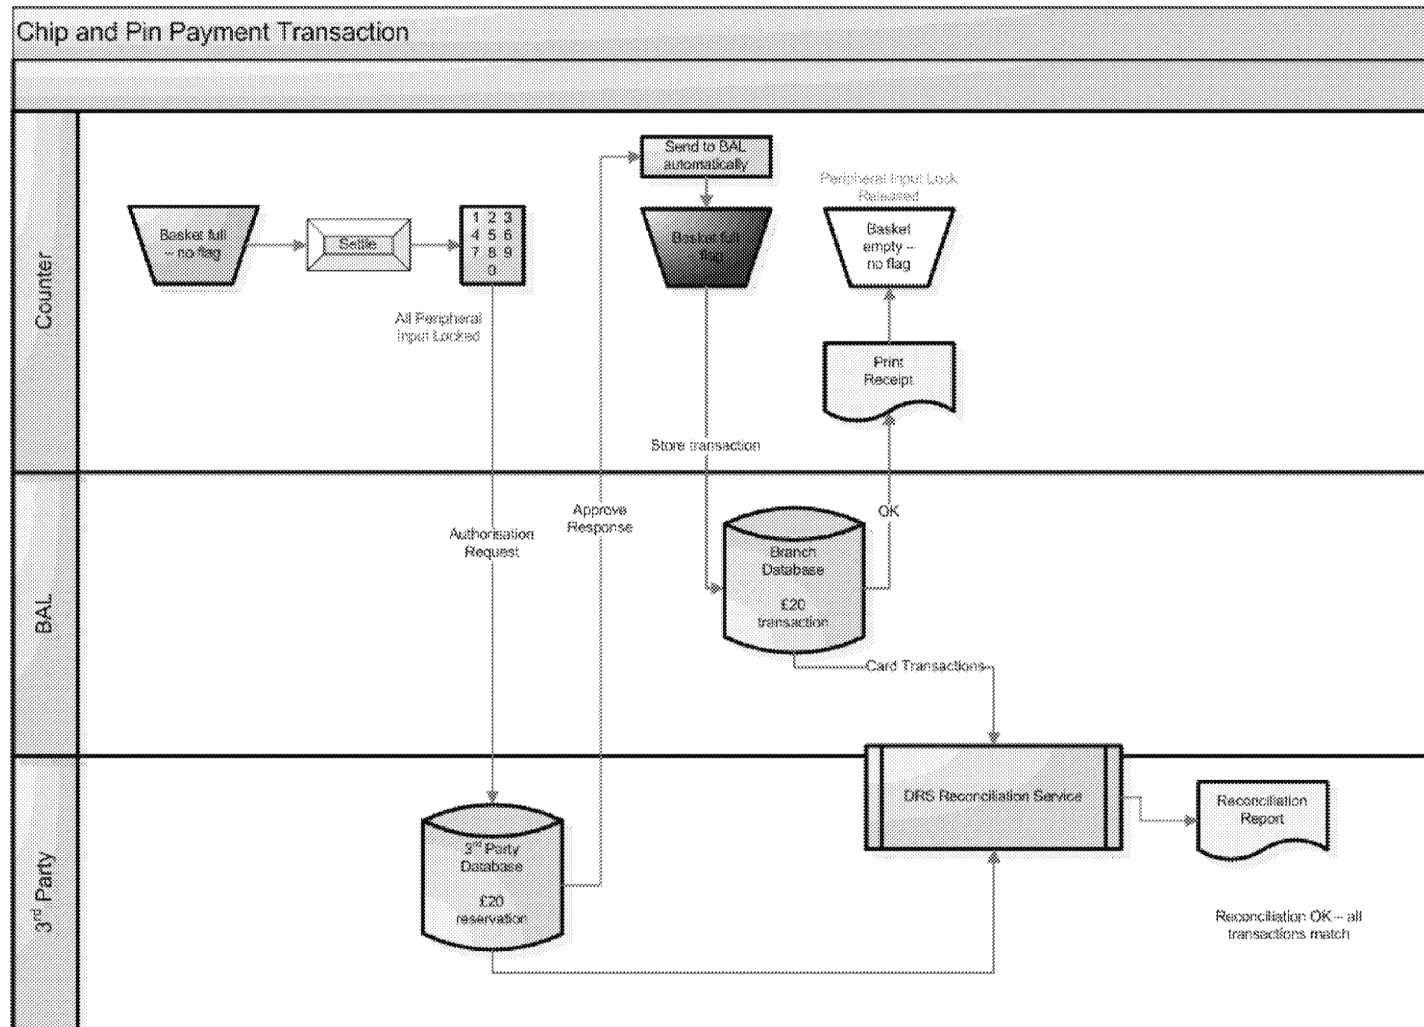 Chip and Pin Payment Transaction
Counter
Basket full
– no flag
Settle
1 2 3
4 5 6
7 8 9
0
All Peripheral
Input Locked
Send to BAL
automatically
Basket full
- flag
Peripheral Input Lock
Released
Basket
empty –
no flag
Print
Receipt
Store transaction
BAL
Authorisation
Request
Approve
Response
OK
Branch
Database
£20
transaction
Card Transactions
3rd Party
3rd Party
Database
£20
reservation
DRS Reconciliation Service
Reconciliation
Report
Reconciliation OK – all
transactions match